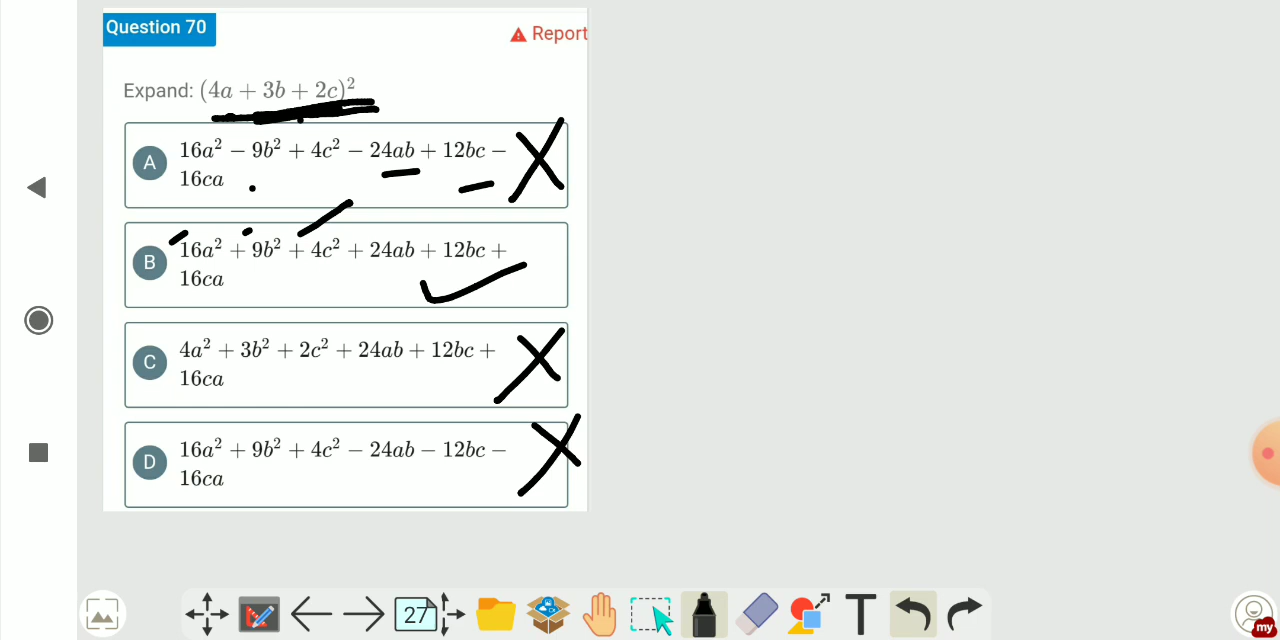 Question 70
Report
Expand: (4a + 3b + 2c)²
A
16a² − 9b² + 4c² − 24ab + 12bc −
16ca
B
16a² + 9b² + 4c² + 24ab + 12bc +
16ca
C
4a² + 3b² + 2c² + 24ab + 12bc +
16ca
D
16a² + 9b² + 4c² − 24ab − 12bc −
16ca
27
T
my